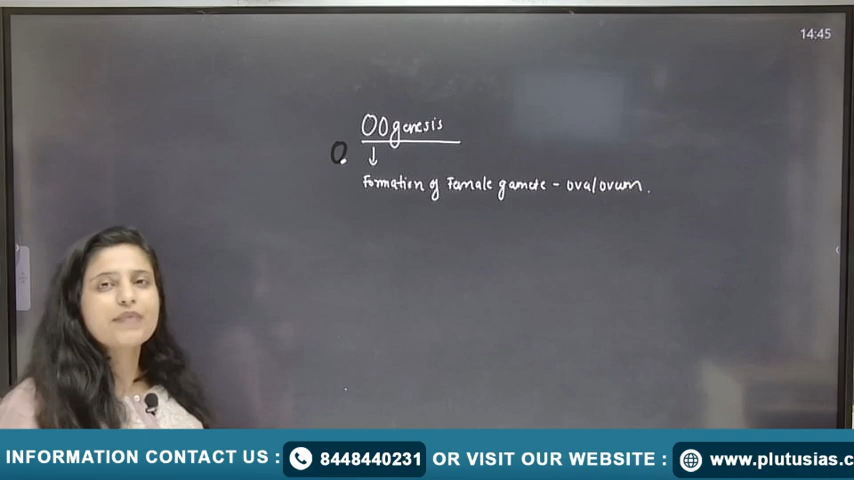 14:45
OOgenesis
Formation of Female gamete - ova/ovum.
INFORMATION CONTACT US : 8448440231 OR VISIT OUR WEBSITE : www.plutusias.c